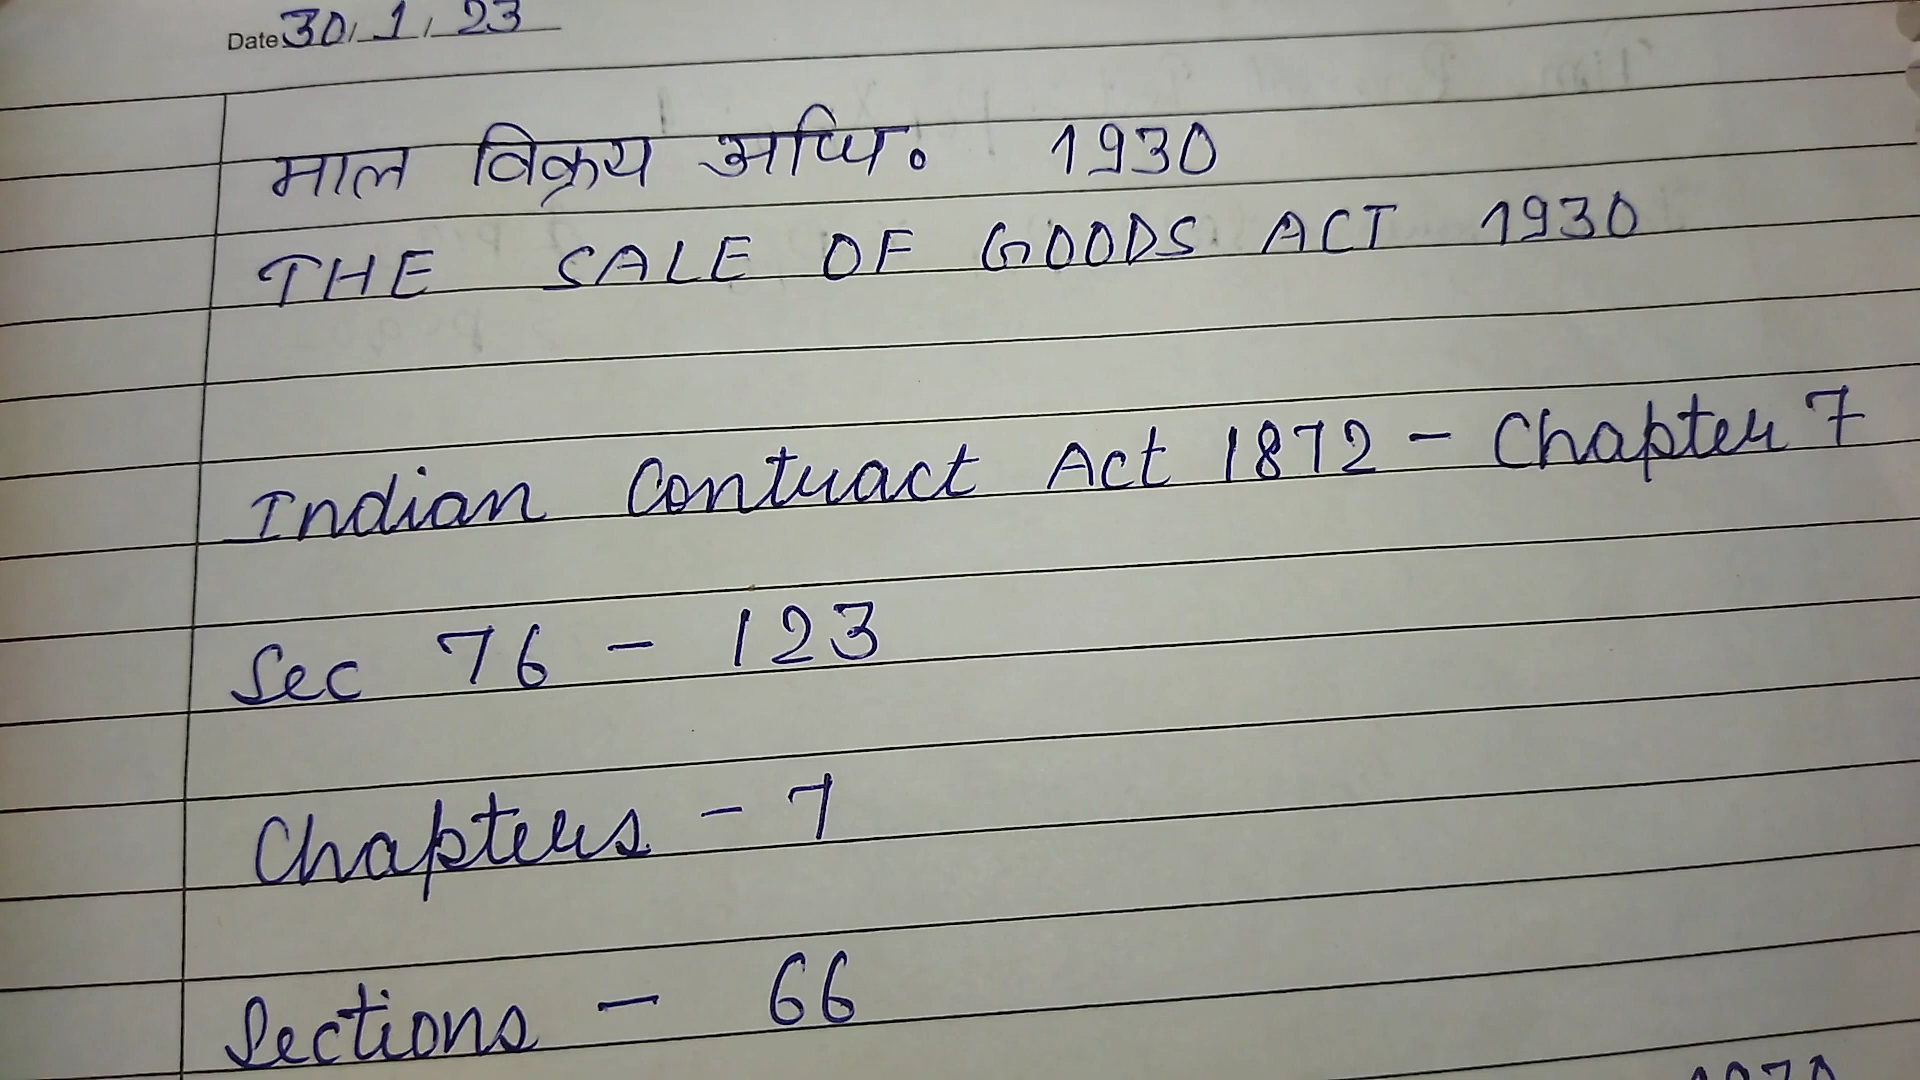 Date 30/1/23
माल विक्रय अधि० 1930
THE SALE OF GOODS ACT 1930
Indian Contract Act 1872 - Chapter 7
Sec 76 - 123
Chapters - 7
Sections - 66